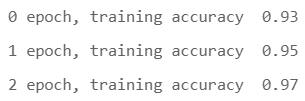 0 epoch, training accuracy  0.93
1 epoch, training accuracy  0.95
2 epoch, training accuracy  0.97